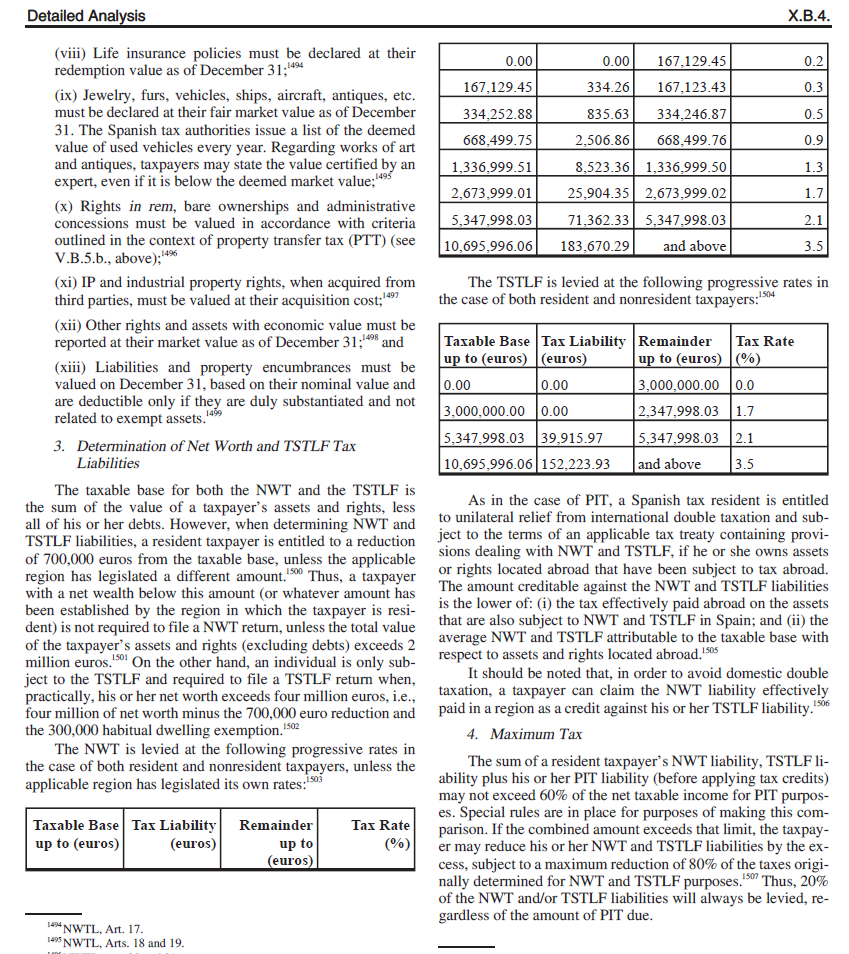 Detailed Analysis X.B.4.
(viii) Life insurance policies must be declared at their
redemption value as of December 31;1494
(ix) Jewelry, furs, vehicles, ships, aircraft, antiques, etc.
must be declared at their fair market value as of December
31. The Spanish tax authorities issue a list of the deemed
value of used vehicles every year. Regarding works of art
and antiques, taxpayers may state the value certified by an
expert, even if it is below the deemed market value;1495
(x) Rights in rem, bare ownerships and administrative
concessions must be valued in accordance with criteria
outlined in the context of property transfer tax (PTT) (see
V.B.5.b., above);1496
(xi) IP and industrial property rights, when acquired from
third parties, must be valued at their acquisition cost;1497
(xii) Other rights and assets with economic value must be
reported at their market value as of December 31;1498 and
(xiii) Liabilities and property encumbrances must be
valued on December 31, based on their nominal value and
are deductible only if they are duly substantiated and not
related to exempt assets.1499
3. Determination of Net Worth and TSTLF Tax
Liabilities
The taxable base for both the NWT and the TSTLF is
the sum of the value of a taxpayer's assets and rights, less
all of his or her debts. However, when determining NWT and
TSTLF liabilities, a resident taxpayer is entitled to a reduction
of 700,000 euros from the taxable base, unless the applicable
region has legislated a different amount.1500 Thus, a taxpayer
with a net wealth below this amount (or whatever amount has
been established by the region in which the taxpayer is resi-
dent) is not required to file a NWT return, unless the total value
of the taxpayer's assets and rights (excluding debts) exceeds 2
million euros.1501 On the other hand, an individual is only sub-
ject to the TSTLF and required to file a TSTLF return when,
practically, his or her net worth exceeds four million euros, i.e.,
four million of net worth minus the 700,000 euro reduction and
the 300,000 habitual dwelling exemption.1502
The NWT is levied at the following progressive rates in
the case of both resident and nonresident taxpayers, unless the
applicable region has legislated its own rates:1503
Taxable Base Tax Liability Remainder Tax Rate
up to (euros) (euros) up to (%)
(euros)
1494 NWTL, Art. 17.
1495 NWTL, Arts. 18 and 19.
0.00 0.00 167,129.45 0.2
167,129.45 334.26 167,123.43 0.3
334,252.88 835.63 334,246.87 0.5
668,499.75 2,506.86 668,499.76 0.9
1,336,999.51 8,523.36 1,336,999.50 1.3
2,673,999.01 25,904.35 2,673,999.02 1.7
5,347,998.03 71,362.33 5,347,998.03 2.1
10,695,996.06 183,670.29 and above 3.5
The TSTLF is levied at the following progressive rates in
the case of both resident and nonresident taxpayers:1504
Taxable Base Tax Liability Remainder Tax Rate
up to (euros) (euros) up to (euros) (%)
0.00 0.00 3,000,000.00 0.0
3,000,000.00 0.00 2,347,998.03 1.7
5,347,998.03 39,915.97 5,347,998.03 2.1
10,695,996.06 152,223.93 and above 3.5
As in the case of PIT, a Spanish tax resident is entitled
to unilateral relief from international double taxation and sub-
ject to the terms of an applicable tax treaty containing provi-
sions dealing with NWT and TSTLF, if he or she owns assets
or rights located abroad that have been subject to tax abroad.
The amount creditable against the NWT and TSTLF liabilities
is the lower of: (i) the tax effectively paid abroad on the assets
that are also subject to NWT and TSTLF in Spain; and (ii) the
average NWT and TSTLF attributable to the taxable base with
respect to assets and rights located abroad.1505
It should be noted that, in order to avoid domestic double
taxation, a taxpayer can claim the NWT liability effectively
paid in a region as a credit against his or her TSTLF liability.1506
4. Maximum Tax
The sum of a resident taxpayer's NWT liability, TSTLF li-
ability plus his or her PIT liability (before applying tax credits)
may not exceed 60% of the net taxable income for PIT purpos-
es. Special rules are in place for purposes of making this com-
parison. If the combined amount exceeds that limit, the taxpay-
er may reduce his or her NWT and TSTLF liabilities by the ex-
cess, subject to a maximum reduction of 80% of the taxes origi-
nally determined for NWT and TSTLF purposes.1507 Thus, 20%
of the NWT and/or TSTLF liabilities will always be levied, re-
gardless of the amount of PIT due.